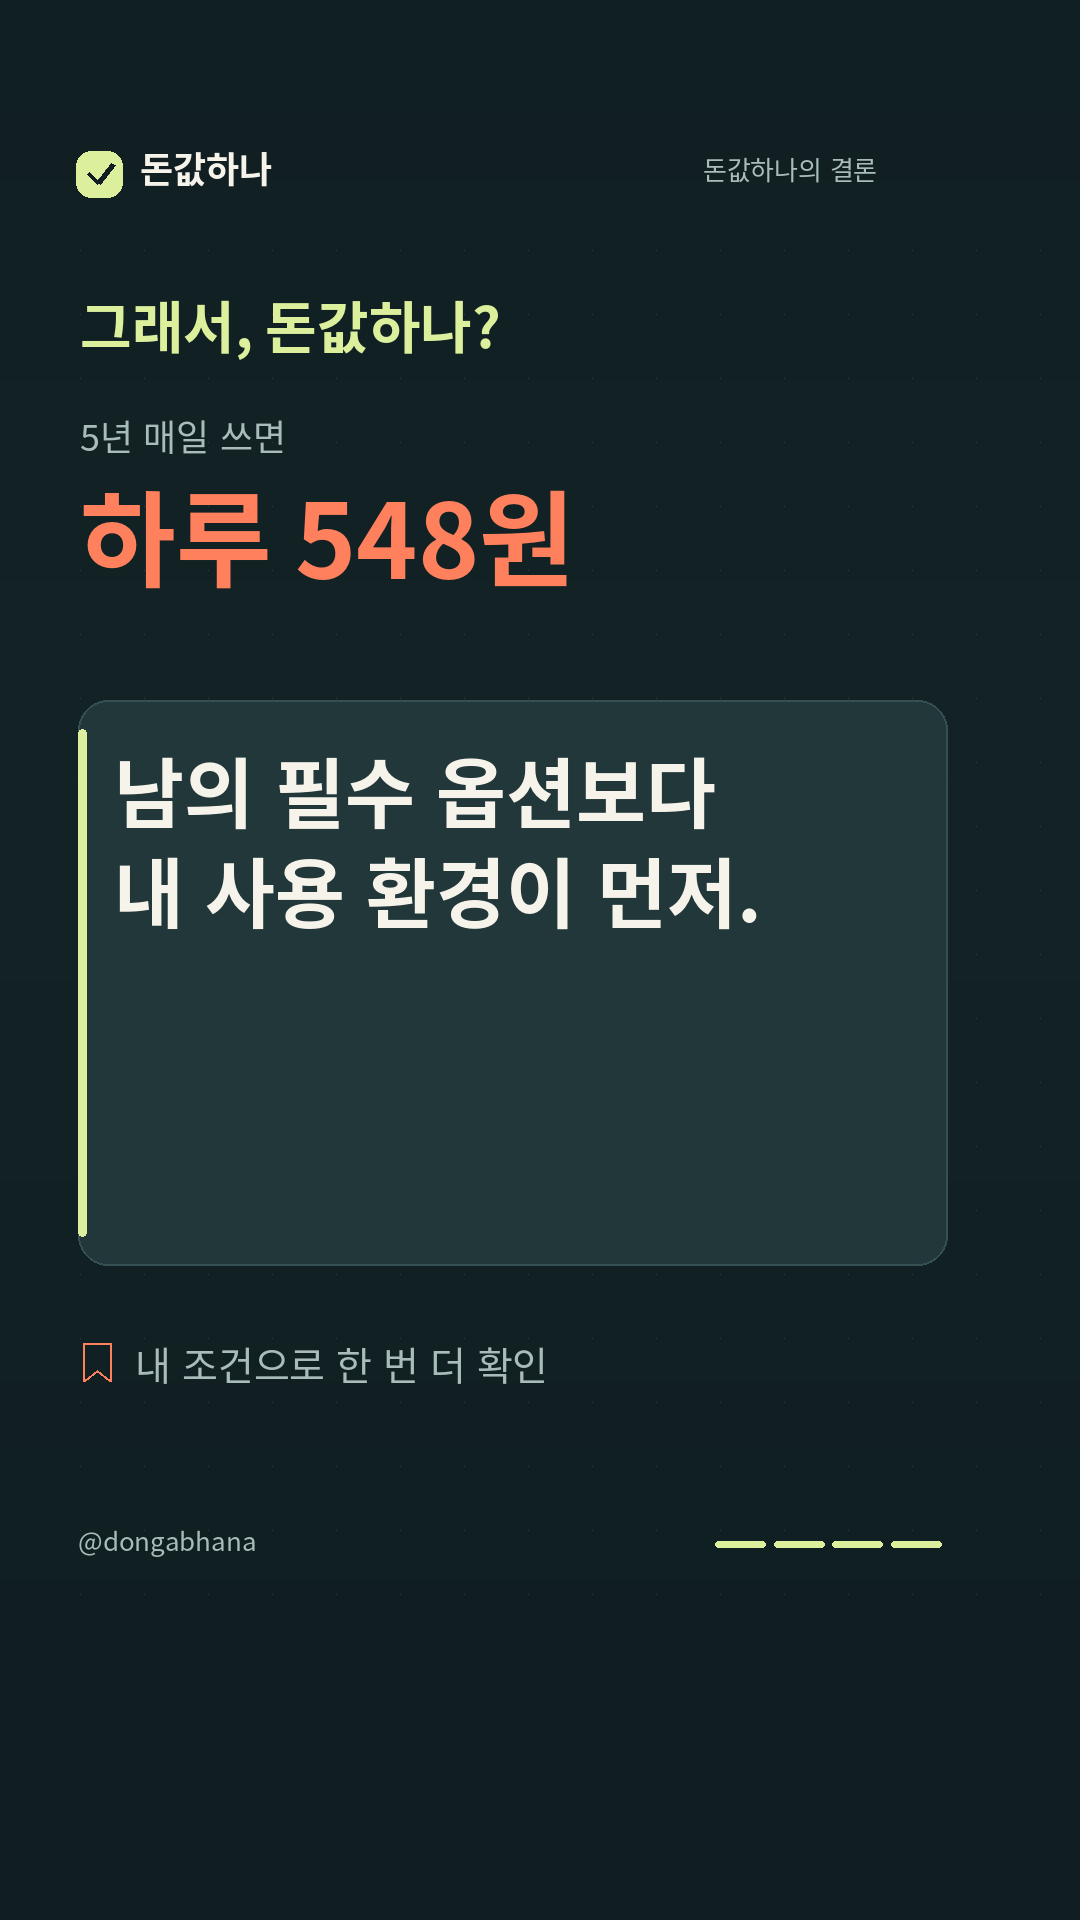 돈값하나
돈값하나의 결론
그래서, 돈값하나?
5년 매일 쓰면
하루 548원
남의 필수 옵션보다
내 사용 환경이 먼저.
내 조건으로 한 번 더 확인
@dongabhana